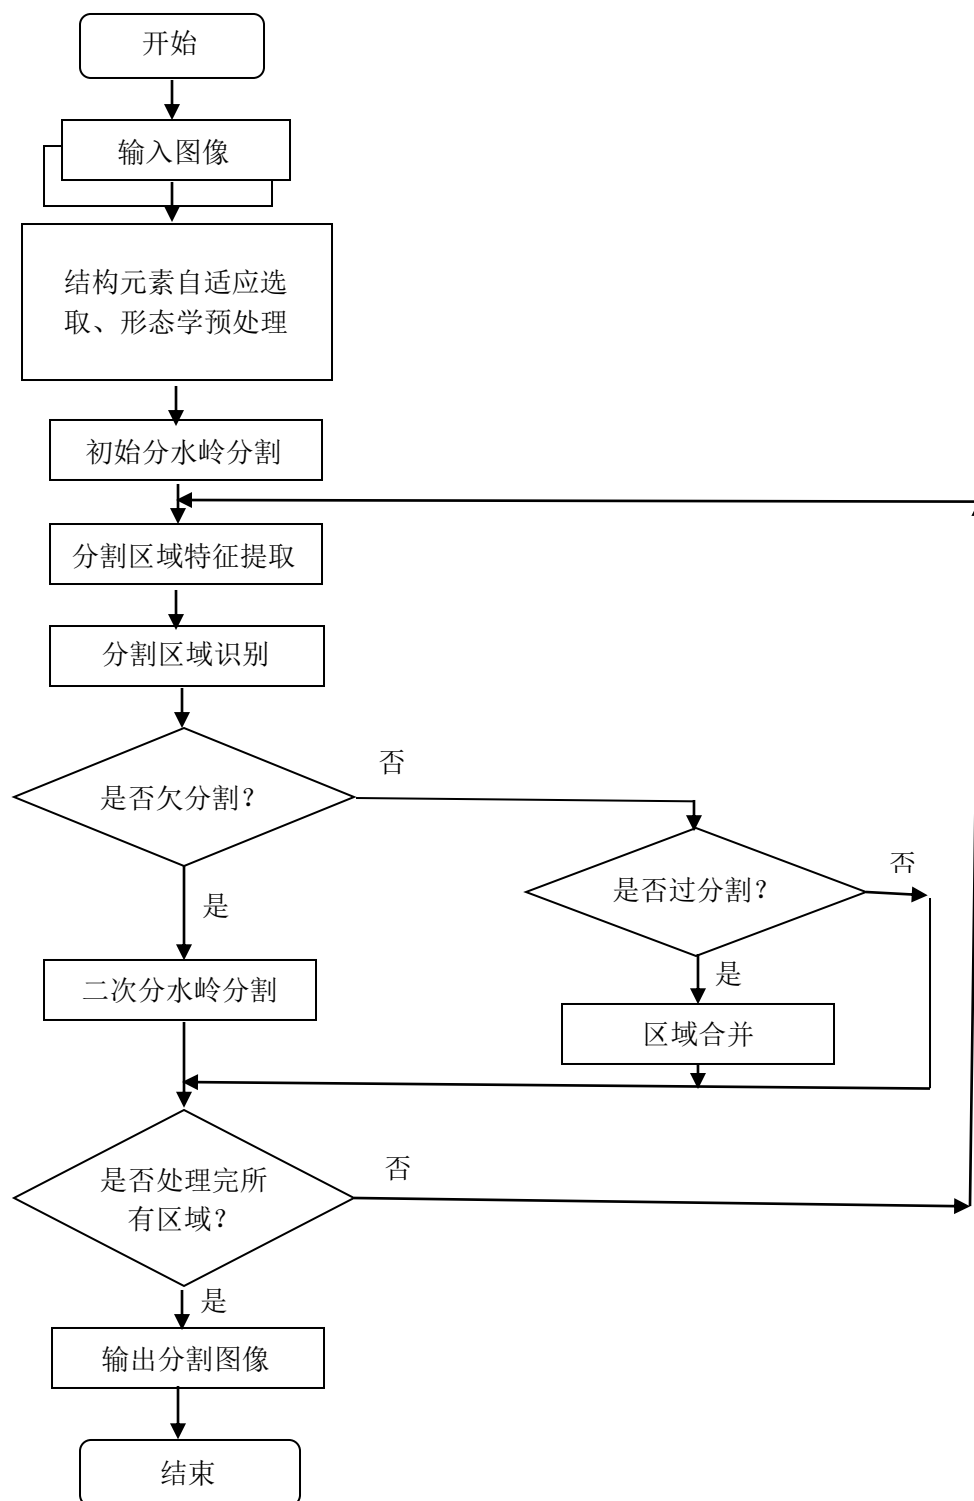 开始
输入图像
结构元素自适应选
取、形态学预处理
初始分水岭分割
分割区域特征提取
分割区域识别
是否欠分割？
否
是否过分割？
否
是
是
二次分水岭分割
区域合并
是否处理完所
有区域？
否
是
输出分割图像
结束